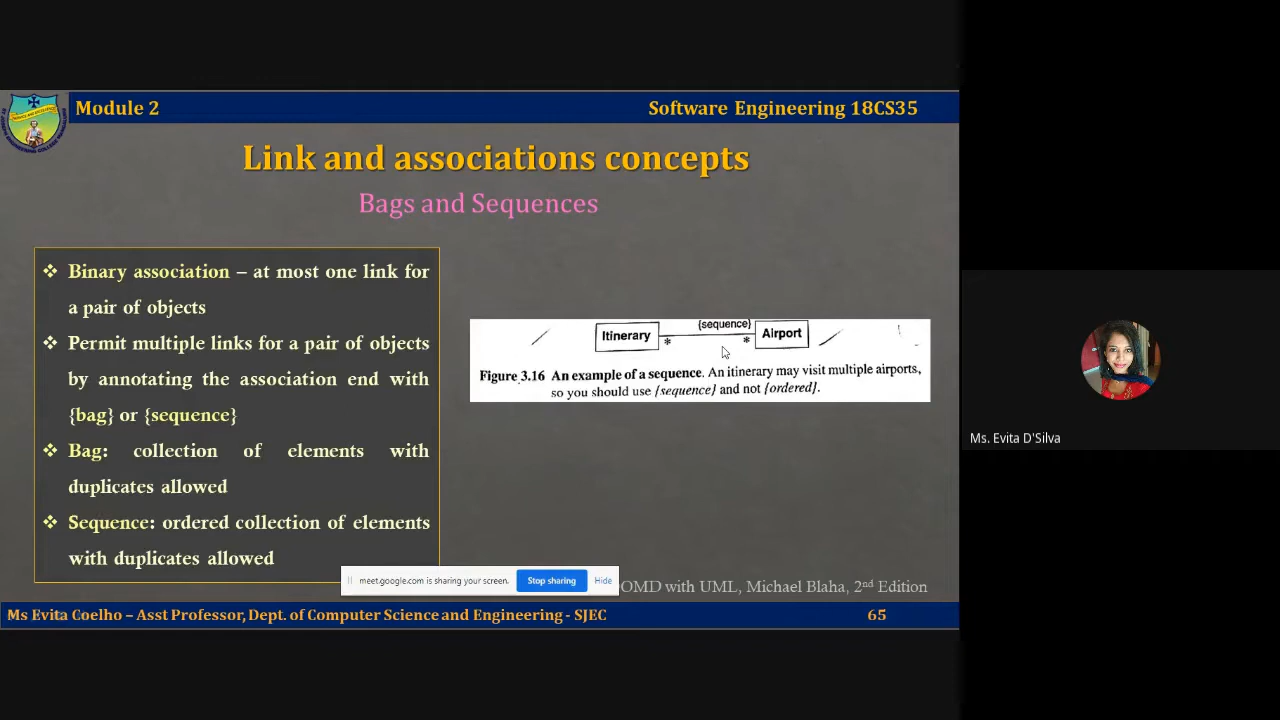 Module 2
Software Engineering 18CS35
Link and associations concepts
Bags and Sequences
❖ Binary association – at most one link for
a pair of objects
❖ Permit multiple links for a pair of objects
by annotating the association end with
{bag} or {sequence}
❖ Bag: collection of elements with
duplicates allowed
❖ Sequence: ordered collection of elements
with duplicates allowed
{sequence}
Itinerary * * Airport
Figure 3.16 An example of a sequence. An itinerary may visit multiple airports,
so you should use {sequence} and not {ordered}.
Ms. Evita D'Silva
meet.google.com is sharing your screen. Stop sharing Hide
OMD with UML, Michael Blaha, 2nd Edition
Ms Evita Coelho – Asst Professor, Dept. of Computer Science and Engineering - SJEC
65